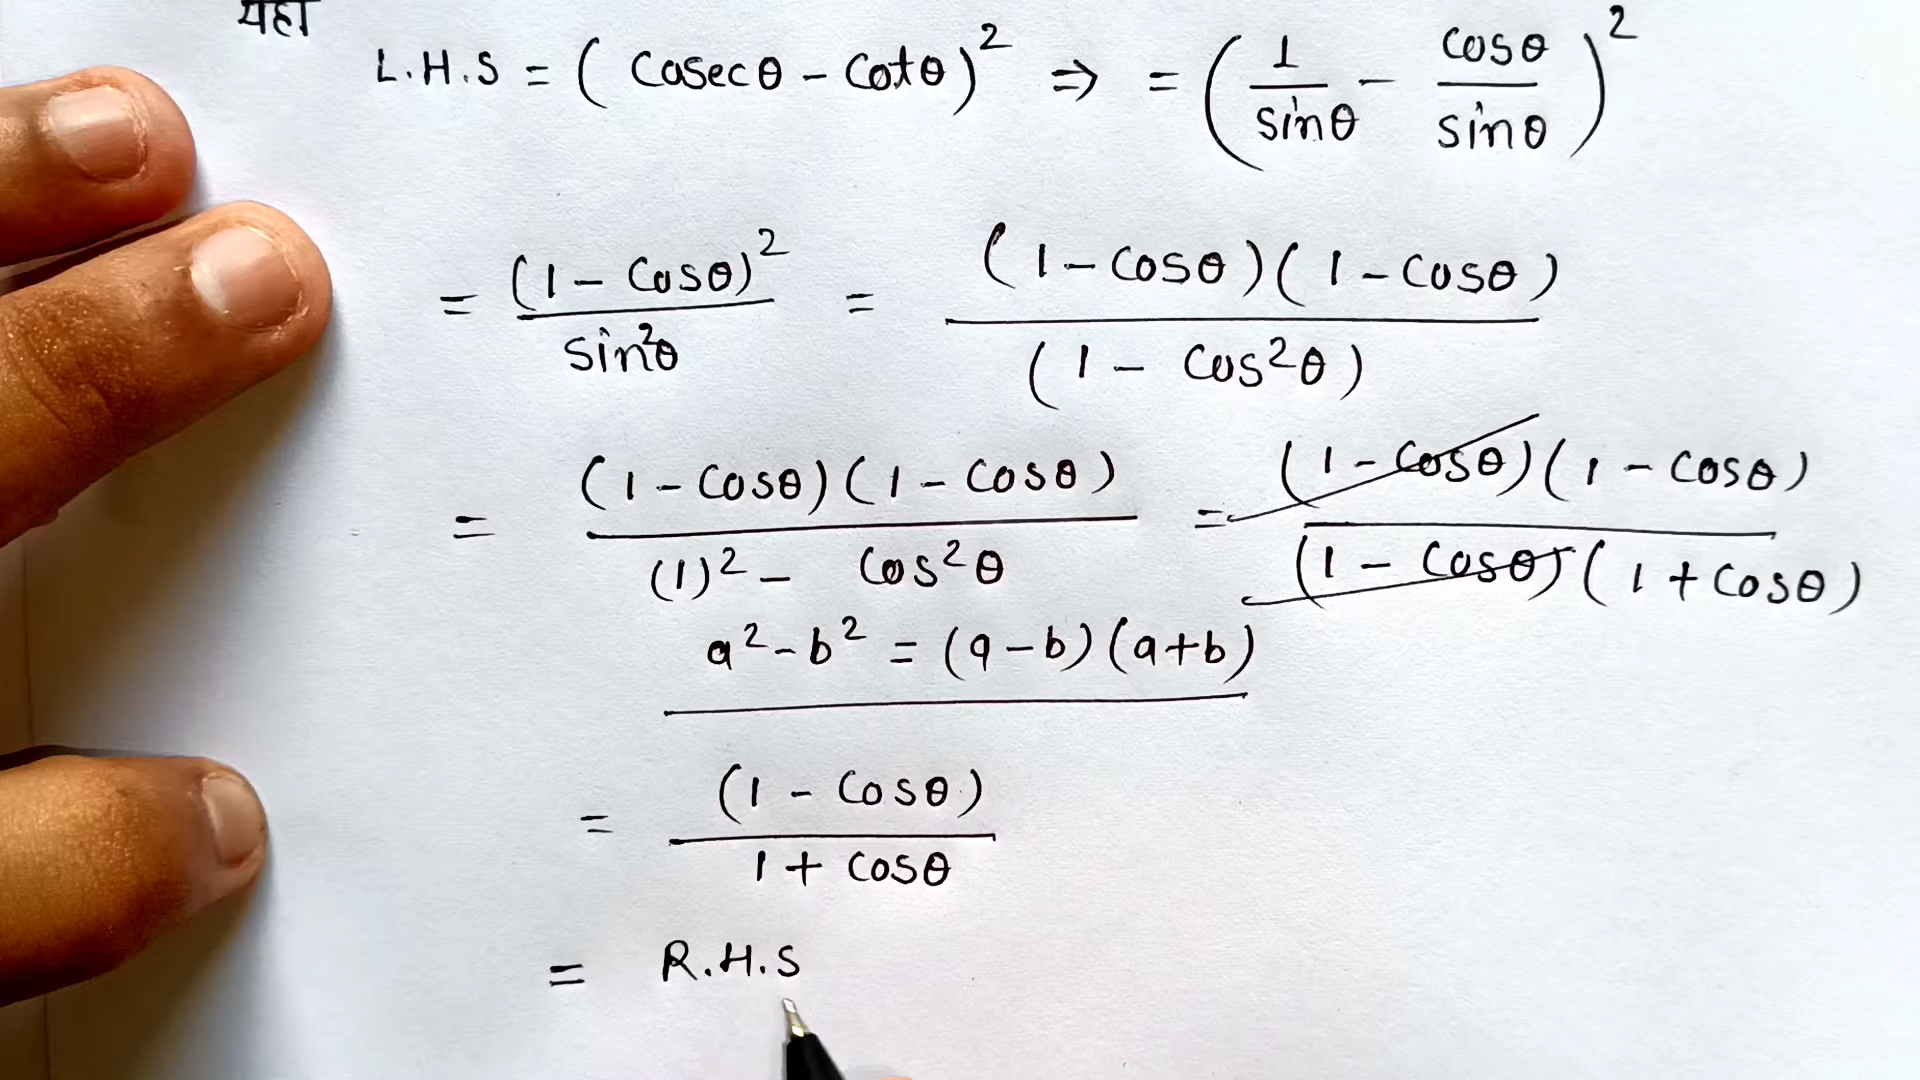 यहाँ
L.H.S = ( Cosecθ - Cotθ )² ⇒ = ( 1/sinθ - cosθ/sinθ )²
= (1 - Cosθ)² / sin²θ = (1 - Cosθ)(1 - Cosθ) / (1 - Cos²θ)
= (1 - Cosθ)(1 - Cosθ) / (1)² - Cos²θ = (1 - Cosθ)(1 - Cosθ) / (1 - Cosθ)(1 + Cosθ)
a² - b² = (a - b)(a + b)
= (1 - Cosθ) / 1 + Cosθ
= R.H.S